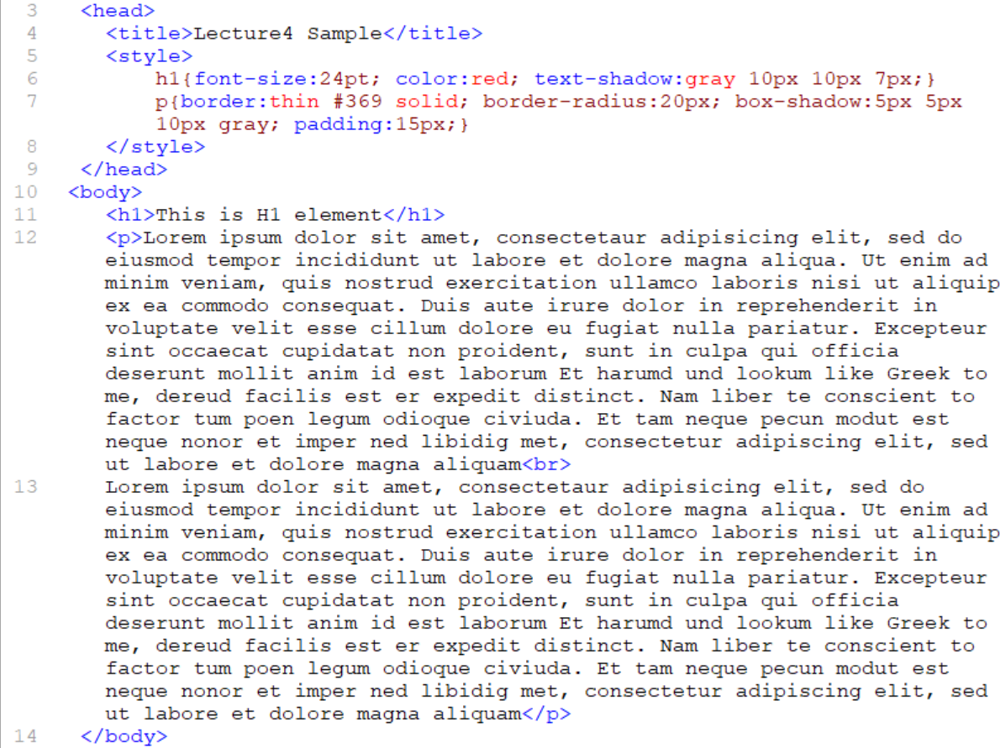 3 <head>
4 <title>Lecture4 Sample</title>
5 <style>
6 h1{font-size:24pt; color:red; text-shadow:gray 10px 10px 7px;}
7 p{border:thin #369 solid; border-radius:20px; box-shadow:5px 5px
10px gray; padding:15px;}
8 </style>
9 </head>
10 <body>
11 <h1>This is H1 element</h1>
12 <p>Lorem ipsum dolor sit amet, consectetaur adipisicing elit, sed do
eiusmod tempor incididunt ut labore et dolore magna aliqua. Ut enim ad
minim veniam, quis nostrud exercitation ullamco laboris nisi ut aliquip
ex ea commodo consequat. Duis aute irure dolor in reprehenderit in
voluptate velit esse cillum dolore eu fugiat nulla pariatur. Excepteur
sint occaecat cupidatat non proident, sunt in culpa qui officia
deserunt mollit anim id est laborum Et harumd und lookum like Greek to
me, dereud facilis est er expedit distinct. Nam liber te conscient to
factor tum poen legum odioque civiuda. Et tam neque pecun modut est
neque nonor et imper ned libidig met, consectetur adipiscing elit, sed
ut labore et dolore magna aliquam<br>
13 Lorem ipsum dolor sit amet, consectetaur adipisicing elit, sed do
eiusmod tempor incididunt ut labore et dolore magna aliqua. Ut enim ad
minim veniam, quis nostrud exercitation ullamco laboris nisi ut aliquip
ex ea commodo consequat. Duis aute irure dolor in reprehenderit in
voluptate velit esse cillum dolore eu fugiat nulla pariatur. Excepteur
sint occaecat cupidatat non proident, sunt in culpa qui officia
deserunt mollit anim id est laborum Et harumd und lookum like Greek to
me, dereud facilis est er expedit distinct. Nam liber te conscient to
factor tum poen legum odioque civiuda. Et tam neque pecun modut est
neque nonor et imper ned libidig met, consectetur adipiscing elit, sed
ut labore et dolore magna aliquam</p>
14 </body>